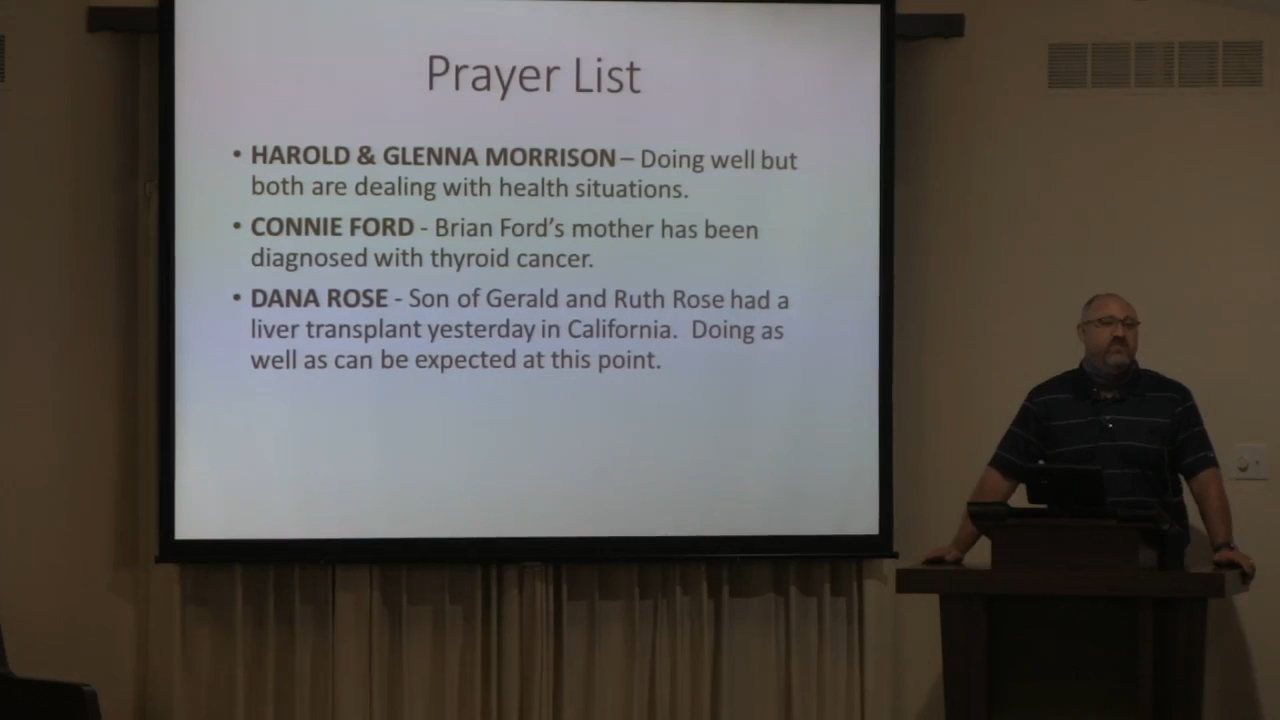 Prayer List
• HAROLD & GLENNA MORRISON – Doing well but
both are dealing with health situations.
• CONNIE FORD - Brian Ford's mother has been
diagnosed with thyroid cancer.
• DANA ROSE - Son of Gerald and Ruth Rose had a
liver transplant yesterday in California.  Doing as
well as can be expected at this point.